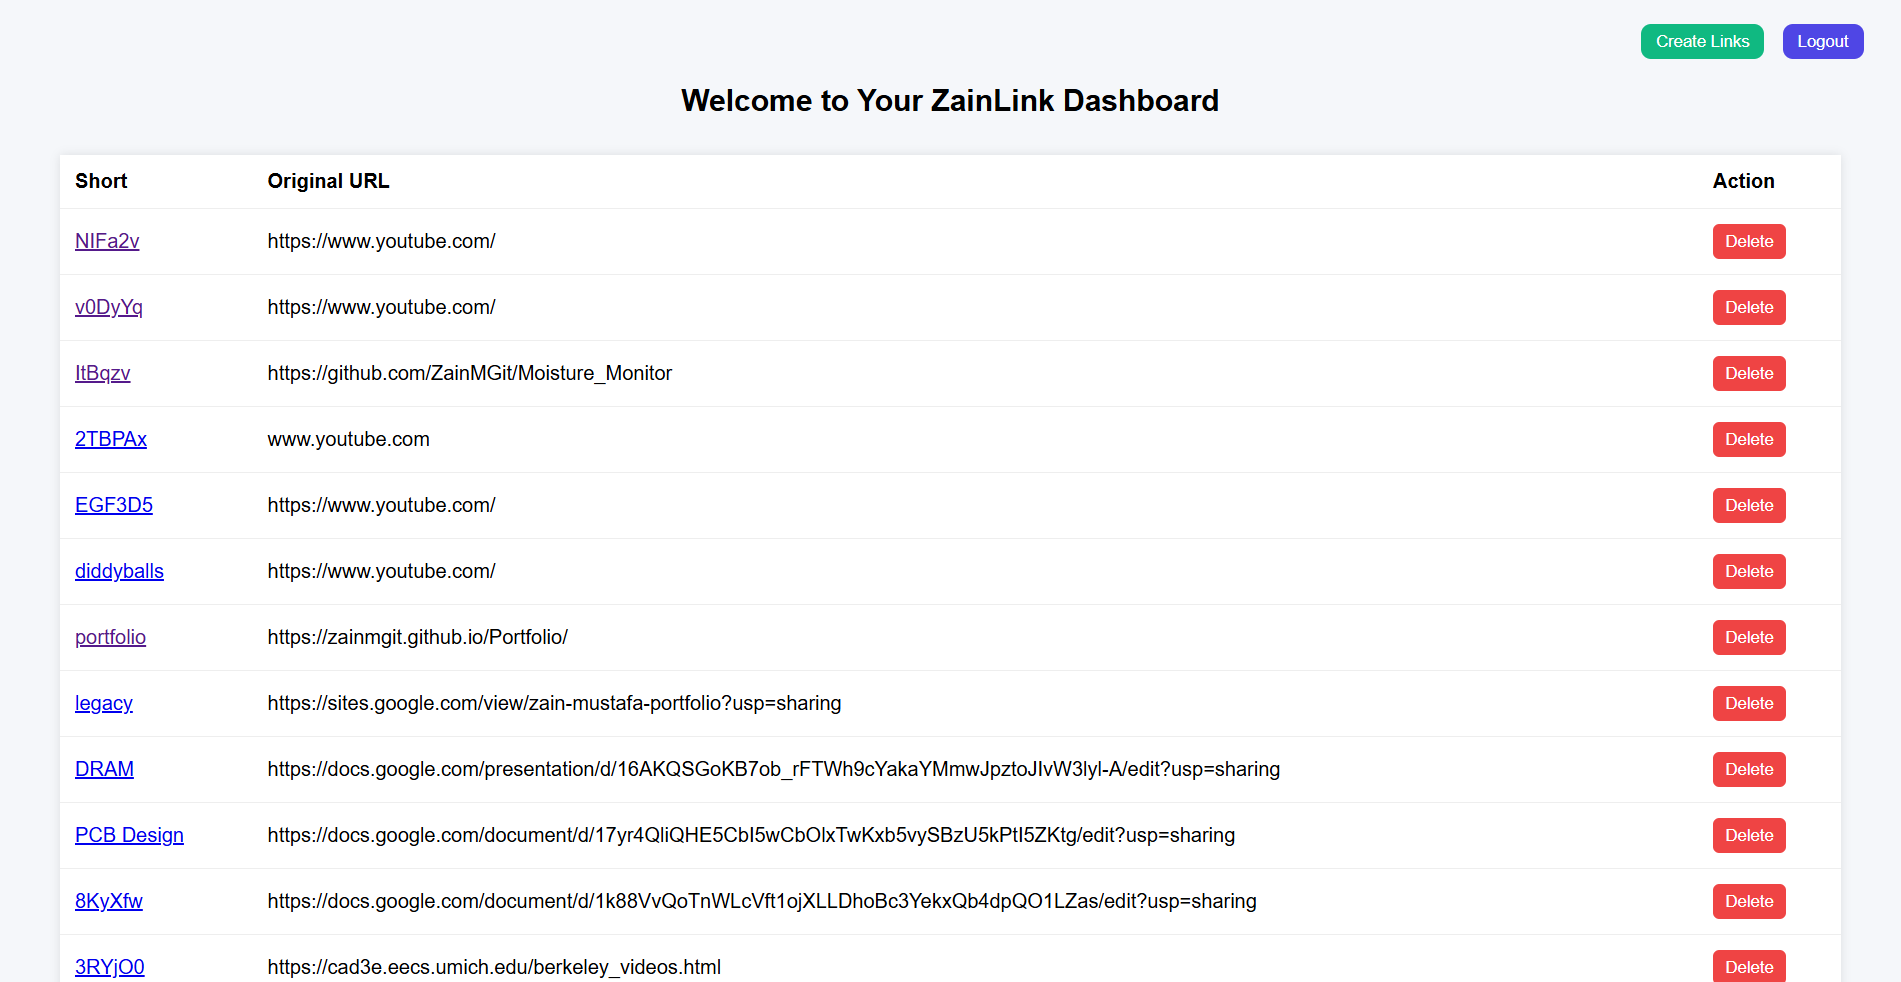 Create Links Logout
Welcome to Your ZainLink Dashboard
Short Original URL Action
NIFa2v https://www.youtube.com/ Delete
v0DyYq https://www.youtube.com/ Delete
ItBqzv https://github.com/ZainMGit/Moisture_Monitor Delete
2TBPAx www.youtube.com Delete
EGF3D5 https://www.youtube.com/ Delete
diddyballs https://www.youtube.com/ Delete
portfolio https://zainmgit.github.io/Portfolio/ Delete
legacy https://sites.google.com/view/zain-mustafa-portfolio?usp=sharing Delete
DRAM https://docs.google.com/presentation/d/16AKQSGoKB7ob_rFTWh9cYakaYMmwJpztoJIvW3lyl-A/edit?usp=sharing Delete
PCB Design https://docs.google.com/document/d/17yr4QliQHE5CbI5wCbOlxTwKxb5vySBzU5kPtI5ZKtg/edit?usp=sharing Delete
8KyXfw https://docs.google.com/document/d/1k88VvQoTnWLcVft1ojXLLDhoBc3YekxQb4dpQO1LZas/edit?usp=sharing Delete
3RYjO0 https://cad3e.eecs.umich.edu/berkeley_videos.html Delete